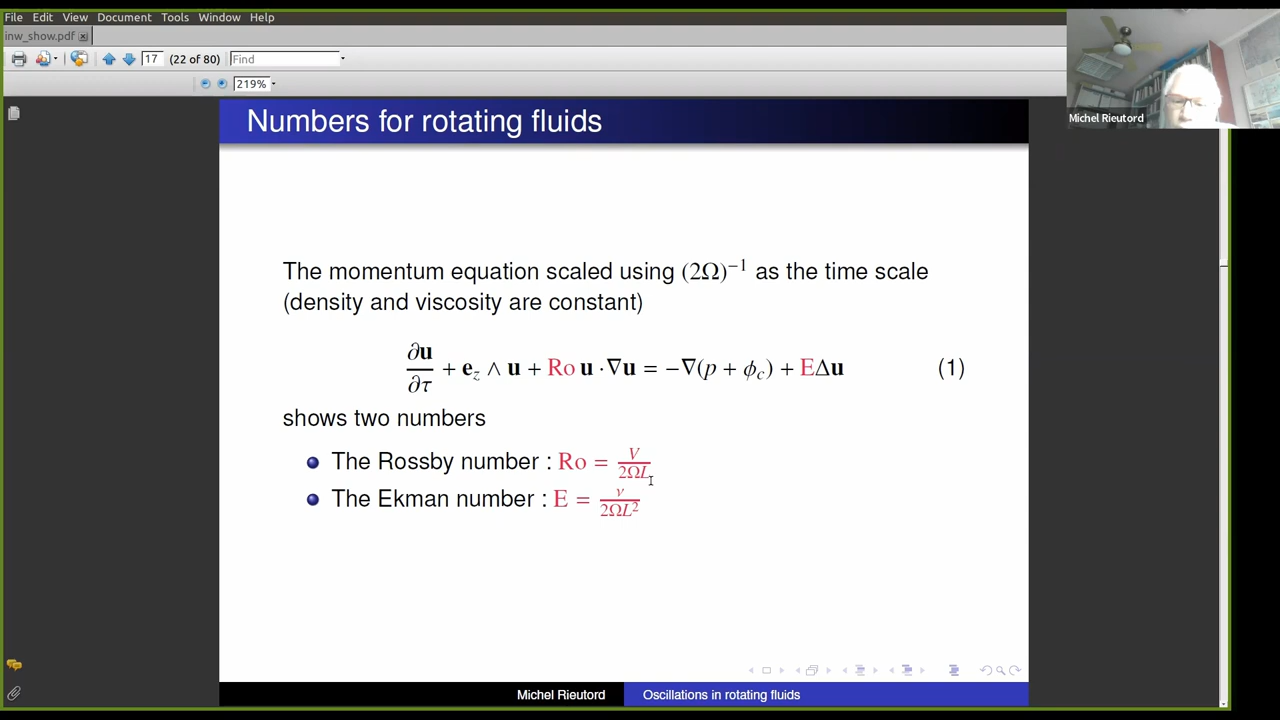 File Edit View Document Tools Window Help
inw_show.pdf
17 (22 of 80) Find
219%
Michel Rieutord
Numbers for rotating fluids
The momentum equation scaled using (2Ω)⁻¹ as the time scale
(density and viscosity are constant)
∂u/∂τ + e_z ∧ u + Ro u · ∇u = −∇(p + ϕ_c) + EΔu (1)
shows two numbers
The Rossby number : Ro = V/2ΩL
The Ekman number : E = ν/2ΩL²
Michel Rieutord Oscillations in rotating fluids